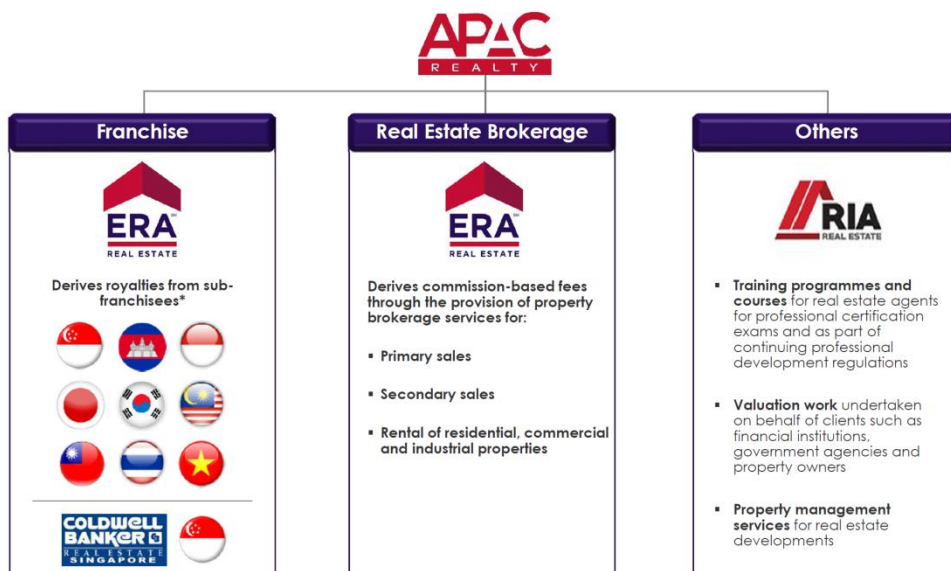 APAC
REALTY
Franchise
ERA
REAL ESTATE
Derives royalties from sub-
franchisees*
COLDWELL
BANKER
REAL ESTATE
SINGAPORE
Real Estate Brokerage
ERA
REAL ESTATE
Derives commission-based fees
through the provision of property
brokerage services for:
▪ Primary sales
▪ Secondary sales
▪ Rental of residential, commercial
and industrial properties
Others
RIA
REAL ESTATE
▪ Training programmes and
courses for real estate agents
for professional certification
exams and as part of
continuing professional
development regulations
▪ Valuation work undertaken
on behalf of clients such as
financial institutions,
government agencies and
property owners
▪ Property management
services for real estate
developments